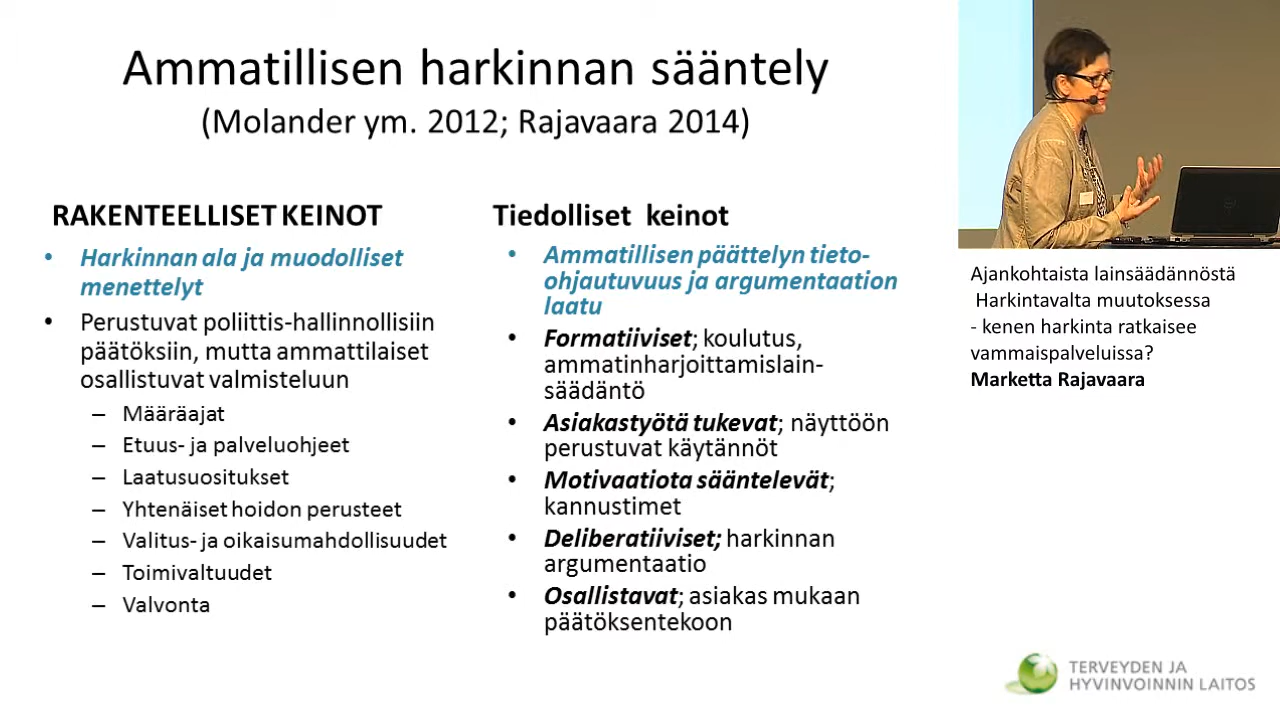 Ammatillisen harkinnan sääntely
(Molander ym. 2012; Rajavaara 2014)
RAKENTEELLISET KEINOT
• Harkinnan ala ja muodolliset
menettelyt
• Perustuvat poliittis-hallinnollisiin
päätöksiin, mutta ammattilaiset
osallistuvat valmisteluun
– Määräajat
– Etuus- ja palveluohjeet
– Laatusuositukset
– Yhtenäiset hoidon perusteet
– Valitus- ja oikaisumahdollisuudet
– Toimivaltuudet
– Valvonta
Tiedolliset keinot
• Ammatillisen päättelyn tieto-
ohjautuvuus ja argumentaation
laatu
• Formatiiviset; koulutus,
ammatinharjoittamislain-
säädäntö
• Asiakastyötä tukevat; näyttöön
perustuvat käytännöt
• Motivaatiota sääntelevät;
kannustimet
• Deliberatiiviset; harkinnan
argumentaatio
• Osallistavat; asiakas mukaan
päätöksentekoon
Ajankohtaista lainsäädännöstä
Harkintavalta muutoksessa
- kenen harkinta ratkaisee
vammaispalveluissa?
Marketta Rajavaara
TERVEYDEN JA
HYVINVOINNIN LAITOS